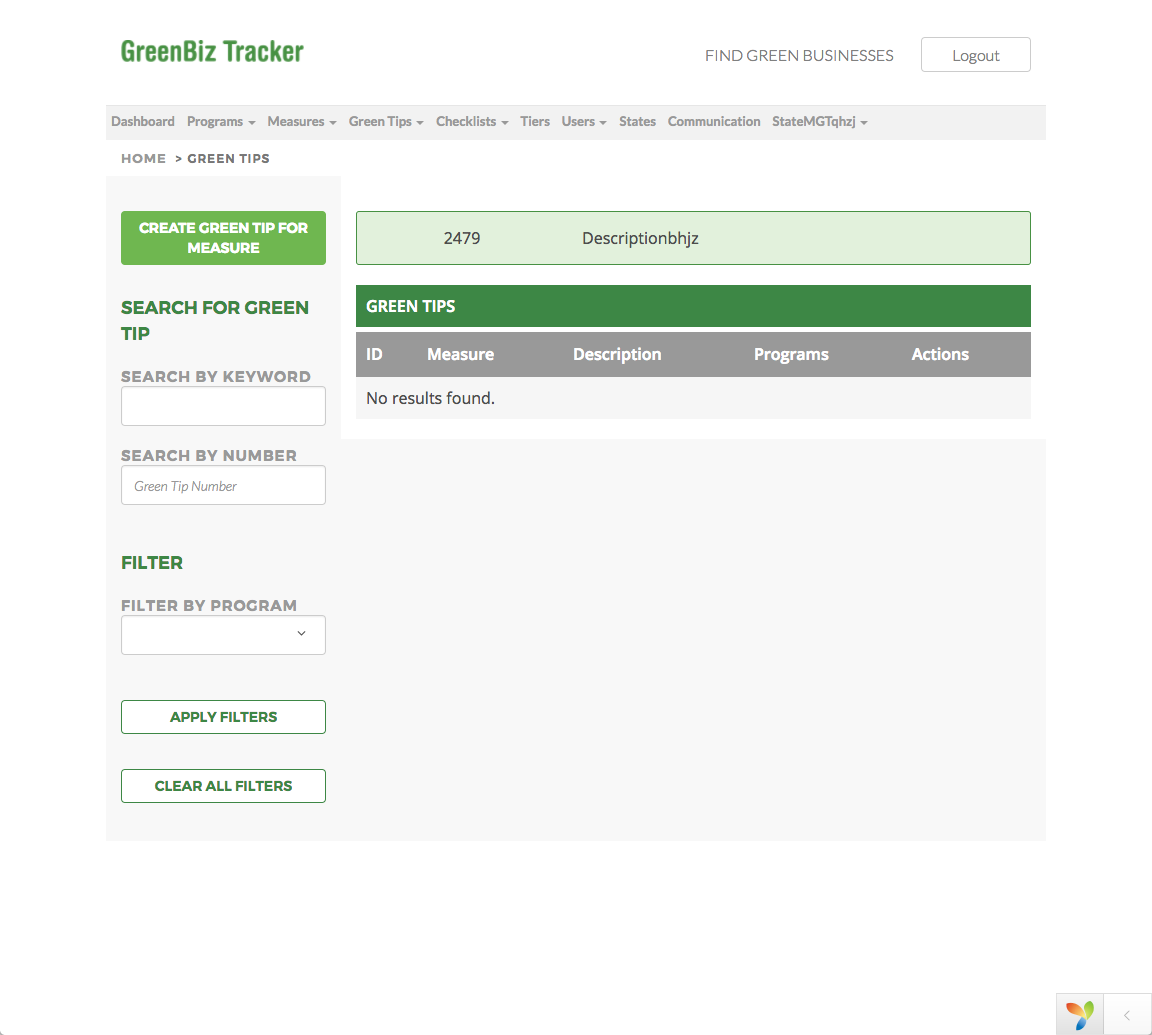 GreenBiz Tracker
FIND GREEN BUSINESSES
Logout
Dashboard Programs Measures Green Tips Checklists Tiers Users States Communication StateMGTqhzj
HOME > GREEN TIPS
CREATE GREEN TIP FOR
MEASURE
2479 Descriptionbhjz
SEARCH FOR GREEN
TIP
SEARCH BY KEYWORD
SEARCH BY NUMBER
Green Tip Number
FILTER
FILTER BY PROGRAM
APPLY FILTERS
CLEAR ALL FILTERS
GREEN TIPS
ID Measure Description Programs Actions
No results found.